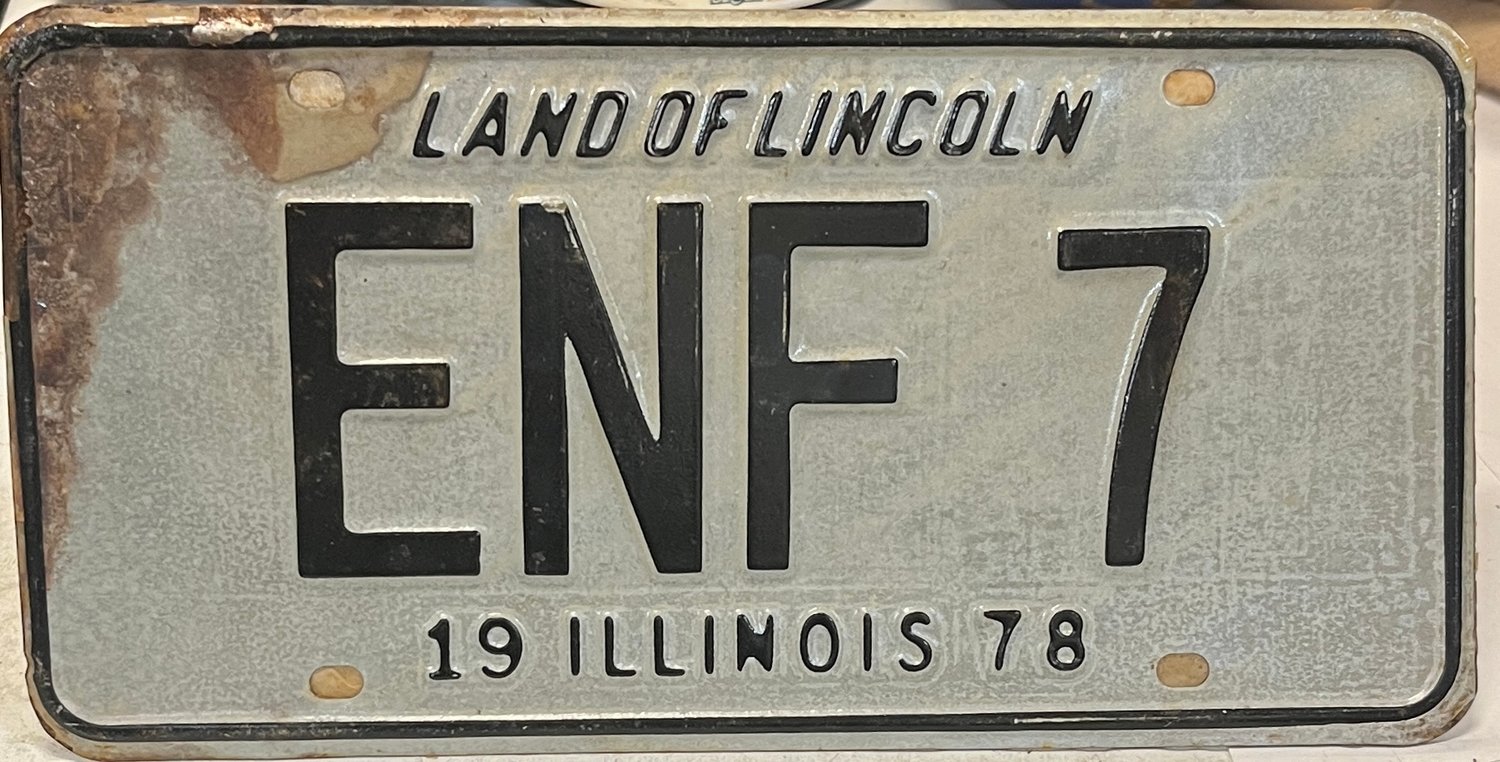 LAND OF LINCOLN
ENF 7
19 ILLINOIS 78